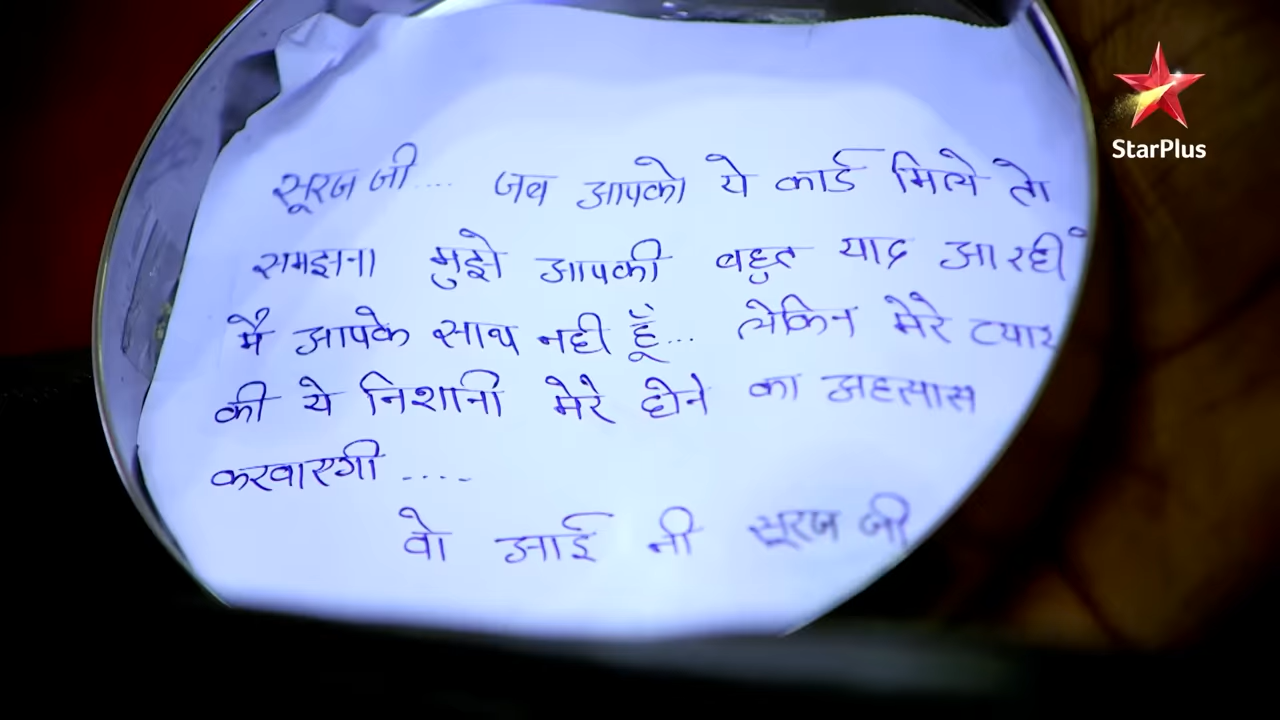 सूरज जी.... जब आपको ये कार्ड मिले तो
समझना मुझे आपकी बहुत याद आ रही
मै आपके साथ नही हूँ... लेकिन मेरे प्यार
की ये निशानी मेरे होने का अहसास
करवाएगी ....
वो आई नी सूरज जी
StarPlus